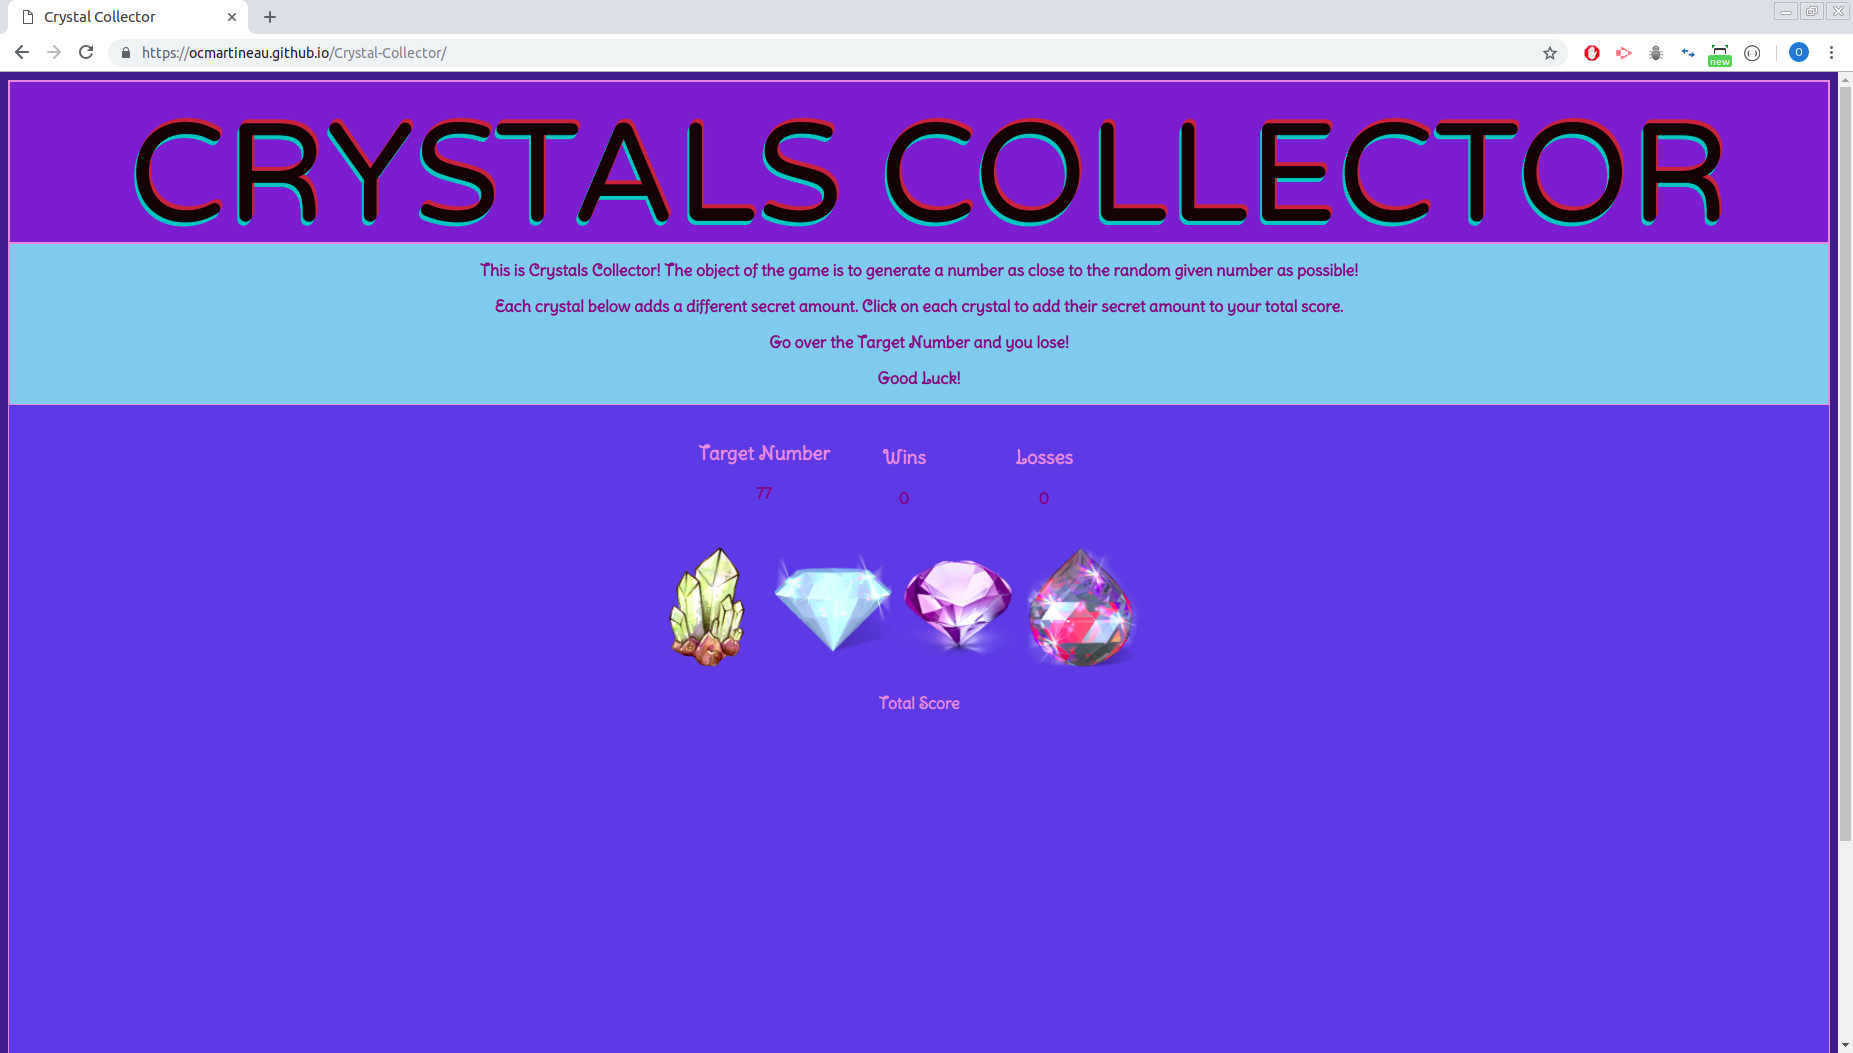 Crystal Collector
https://ocmartineau.github.io/Crystal-Collector/
new
O
CRYSTALS COLLECTOR
This is Crystals Collector! The object of the game is to generate a number as close to the random given number as possible!
Each crystal below adds a different secret amount. Click on each crystal to add their secret amount to your total score.
Go over the Target Number and you lose!
Good Luck!
Target Number Wins Losses
77 0 0
Total Score